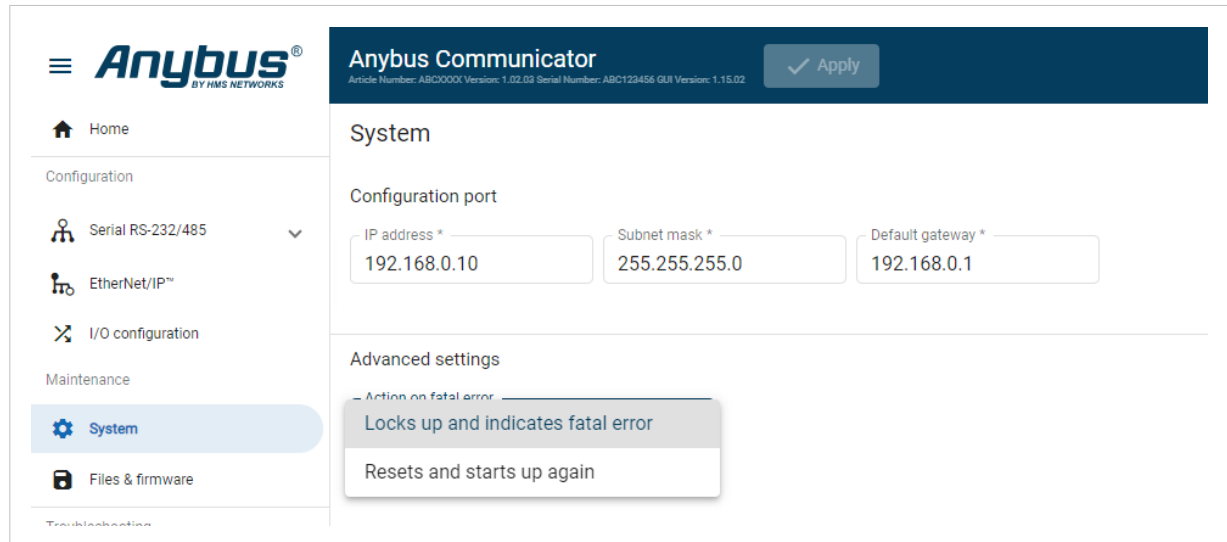 Anybus®
BY HMS NETWORKS
Anybus Communicator
Article Number: ABCXXXX Version: 1.02.03 Serial Number: ABC123456 GUI Version: 1.15.02
Apply
Home
Configuration
Serial RS-232/485
EtherNet/IP™
I/O configuration
Maintenance
System
Files & firmware
Troubleshooting
System
Configuration port
IP address *
192.168.0.10
Subnet mask *
255.255.255.0
Default gateway *
192.168.0.1
Advanced settings
Action on fatal error
Locks up and indicates fatal error
Resets and starts up again